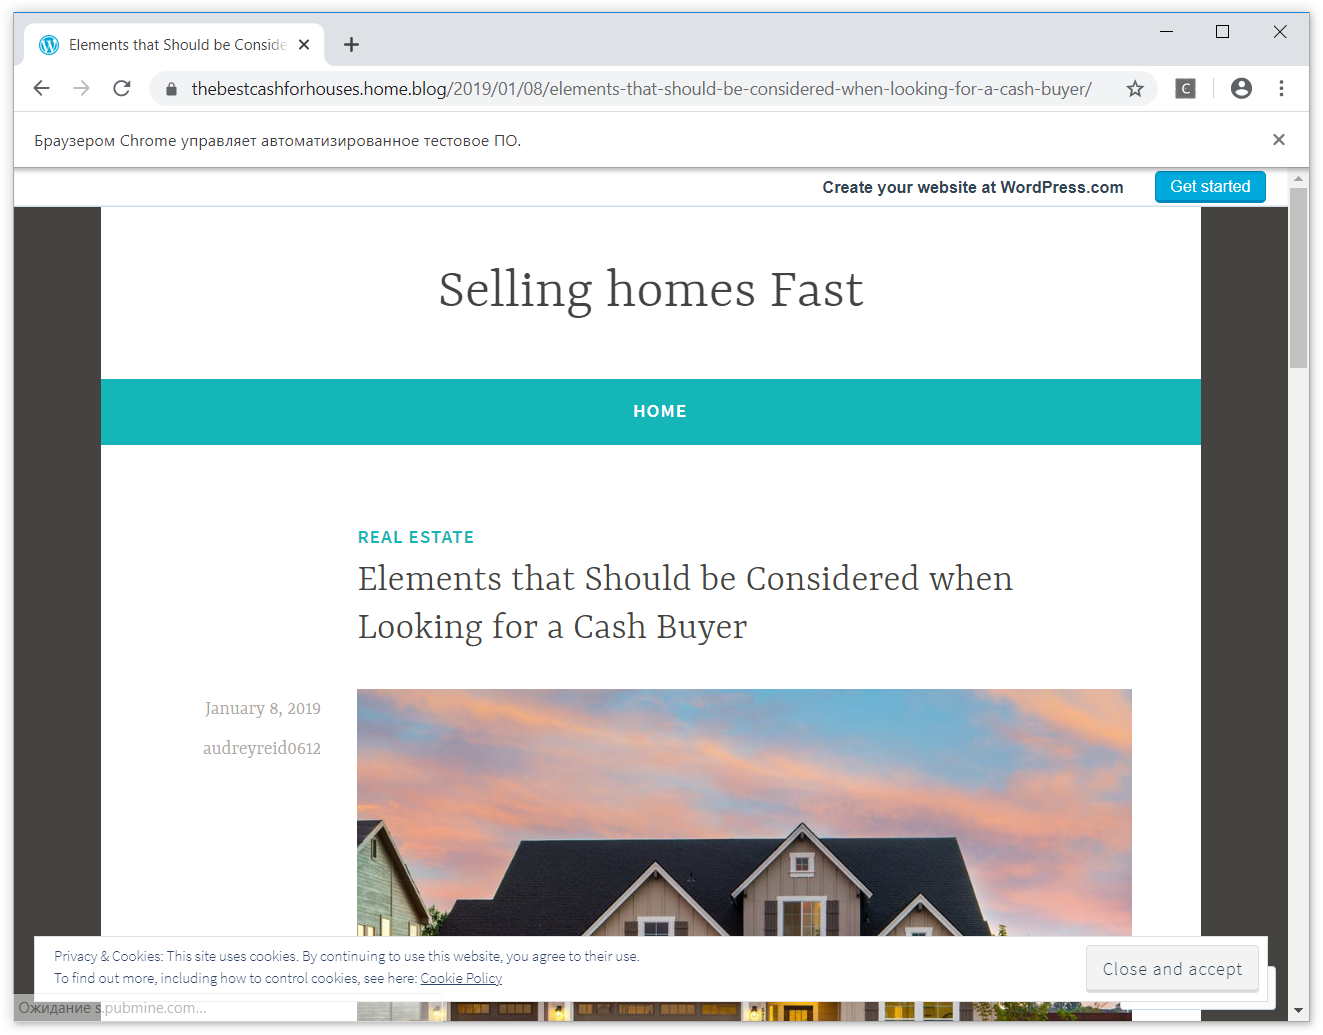 Elements that Should be Conside
thebestcashforhouses.home.blog/2019/01/08/elements-that-should-be-considered-when-looking-for-a-cash-buyer/
C
Браузером Chrome управляет автоматизированное тестовое ПО.
Create your website at WordPress.com
Get started
Selling homes Fast
HOME
REAL ESTATE
Elements that Should be Considered when
Looking for a Cash Buyer
January 8, 2019
audreyreid0612
Privacy & Cookies: This site uses cookies. By continuing to use this website, you agree to their use.
To find out more, including how to control cookies, see here: Cookie Policy
Close and accept
Ожидание s.pubmine.com...